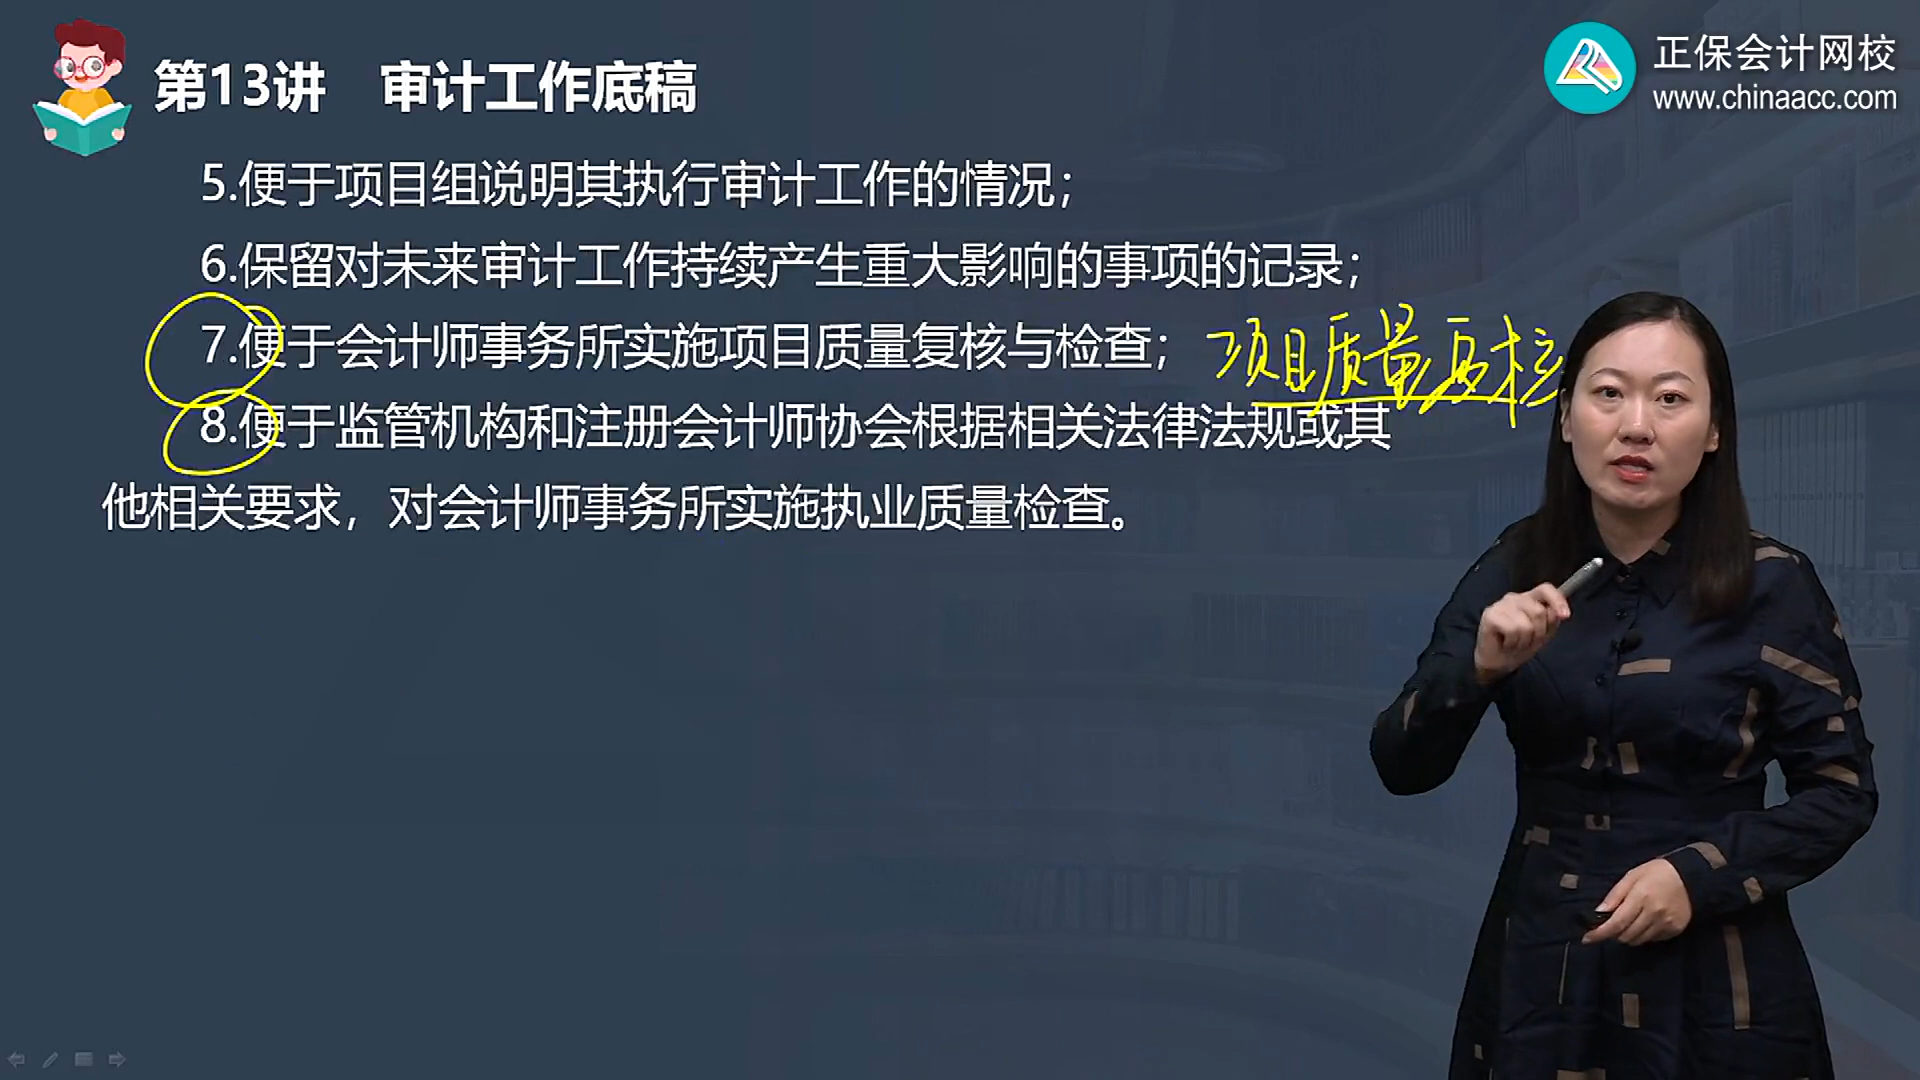 第13讲 审计工作底稿
正保会计网校
www.chinaacc.com
5.便于项目组说明其执行审计工作的情况；
6.保留对未来审计工作持续产生重大影响的事项的记录；
7.便于会计师事务所实施项目质量复核与检查；
项目质量复核
8.便于监管机构和注册会计师协会根据相关法律法规或其
他相关要求，对会计师事务所实施执业质量检查。